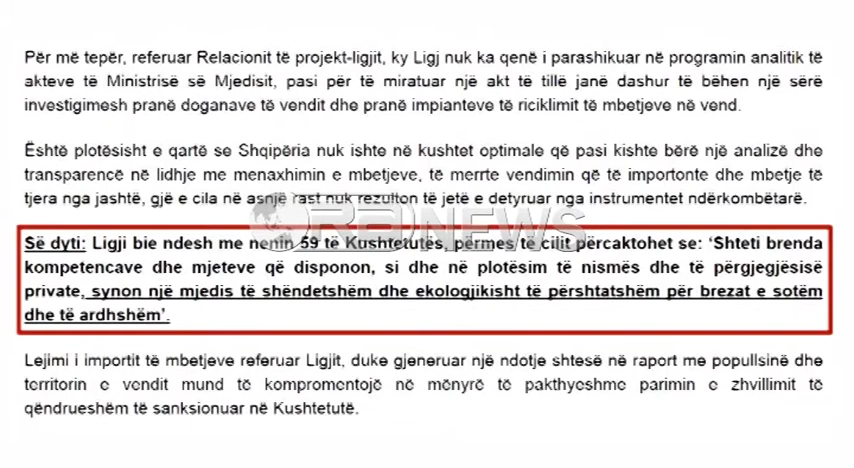 Për më tepër, referuar Relacionit të projekt-ligjit, ky Ligj nuk ka qenë i parashikuar në programin analitik të
akteve të Ministrisë së Mjedisit, pasi për të miratuar një akt të tillë janë dashur të bëhen një sërë
investigimesh pranë doganave të vendit dhe pranë impianteve të riciklimit të mbetjeve në vend.
Është plotësisht e qartë se Shqipëria nuk ishte në kushtet optimale që pasi kishte bërë një analizë dhe
transparencë në lidhje me menaxhimin e mbetjeve, të merrte vendimin që të importonte dhe mbetje të
tjera nga jashtë, gjë e cila në asnjë rast nuk rezulton të jetë e detyruar nga instrumentet ndërkombëtarë.
ORA NEWS
Së dyti: Ligji bie ndesh me nenin 59 të Kushtetutës, përmes të cilit përcaktohet se: ‘Shteti brenda
kompetencave dhe mjeteve që disponon, si dhe në plotësim të nismës dhe të përgjegjësisë
private, synon një mjedis të shëndetshëm dhe ekologjikisht të përshtatshëm për brezat e sotëm
dhe të ardhshëm’.
Lejimi i importit të mbetjeve referuar Ligjit, duke gjeneruar një ndotje shtesë në raport me popullsinë dhe
territorin e vendit mund të kompromentojë në mënyrë të pakthyeshme parimin e zhvillimit të
qëndrueshëm të sanksionuar në Kushtetutë.